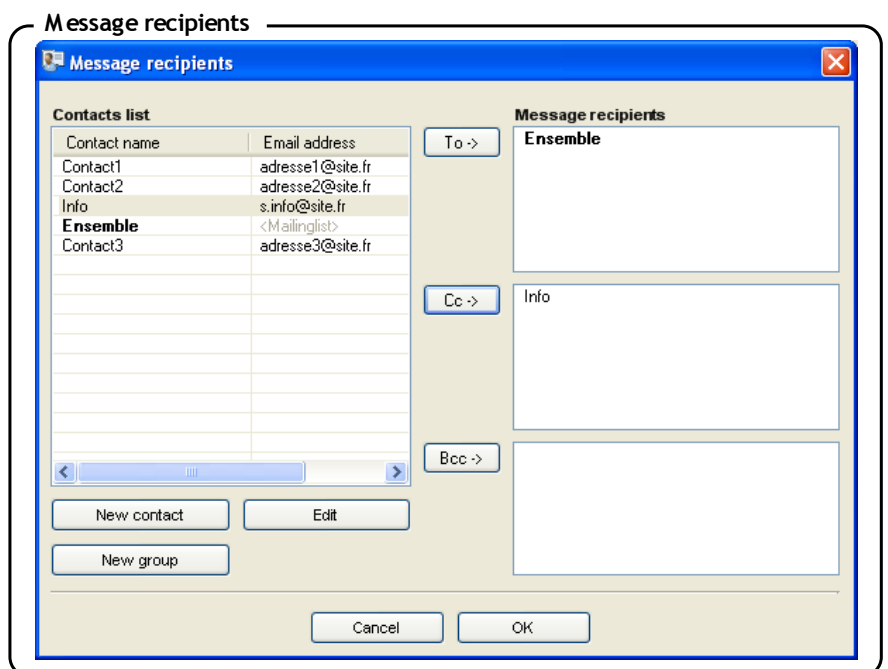 Message recipients
Message recipients
Contacts list
Contact name Email address
Contact1 adresse1@site.fr
Contact2 adresse2@site.fr
Info s.info@site.fr
Ensemble <Mailinglist>
Contact3 adresse3@site.fr
New contact Edit
New group
To ->
Cc ->
Bcc ->
Message recipients
Ensemble
Info
Cancel OK